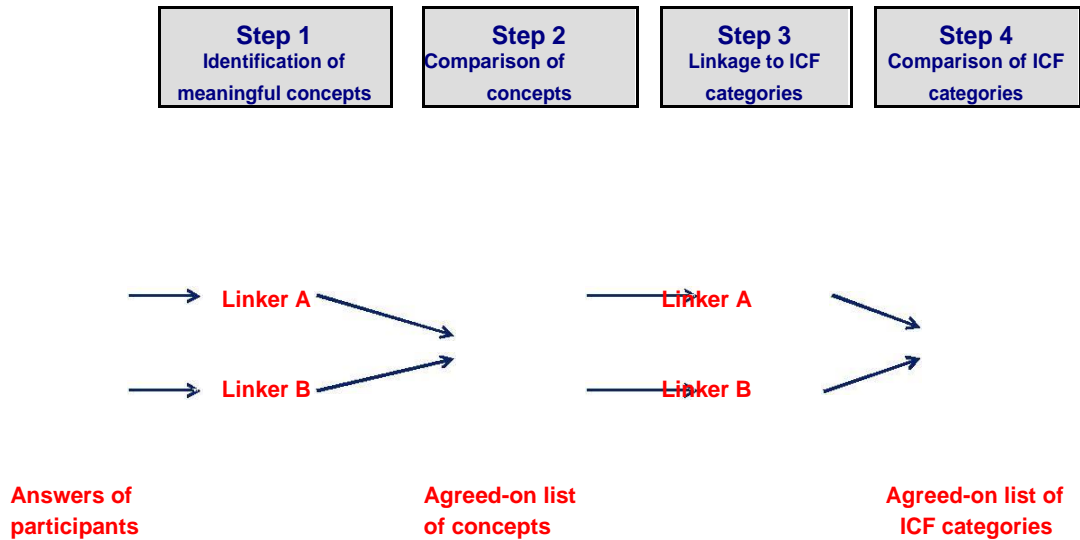 Step 1
Identification of
meaningful concepts
Step 2
Comparison of
concepts
Step 3
Linkage to ICF
categories
Step 4
Comparison of ICF
categories
Linker A
Linker A
Linker B
Linker B
Answers of
participants
Agreed-on list
of concepts
Agreed-on list of
ICF categories